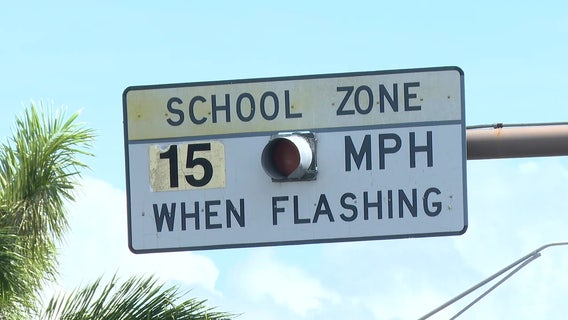 SCHOOL ZONE
15 MPH
WHEN FLASHING